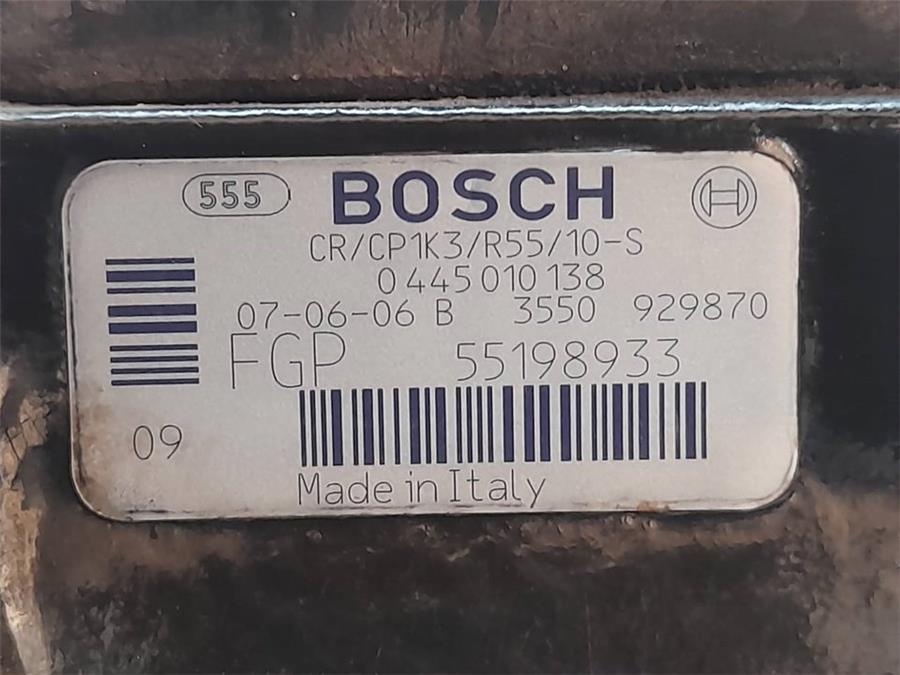 555 BOSCH
CR/CP1K3/R55/10-S
0 445 010 138
07-06-06 B 3550 929870
FGP 55198933
09
Made in Italy